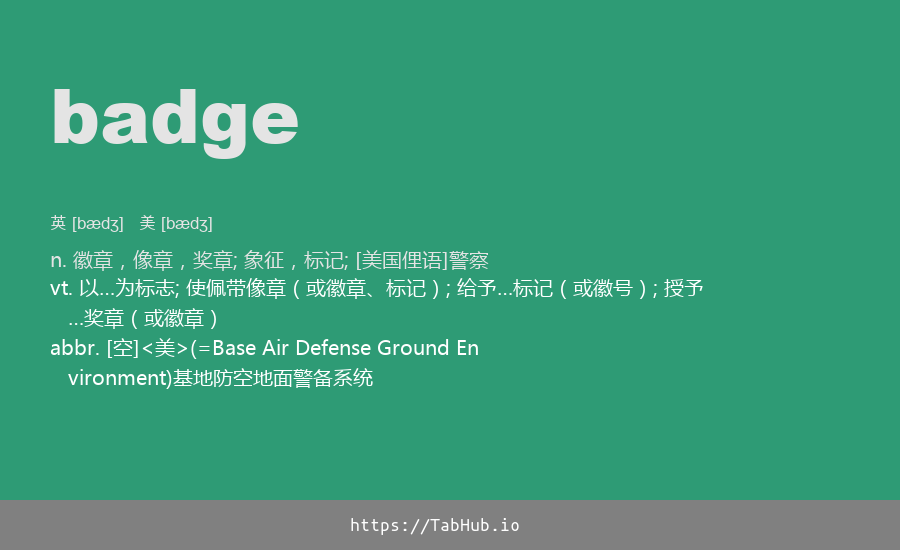 badge
英 [bædʒ] 美 [bædʒ]
n. 徽章，像章，奖章; 象征，标记; [美国俚语]警察
vt. 以...为标志; 使佩带像章（或徽章、标记）; 给予...标记（或徽号）; 授予
...奖章（或徽章）
abbr. [空]<美>(=Base Air Defense Ground En
vironment)基地防空地面警备系统
https://TabHub.io